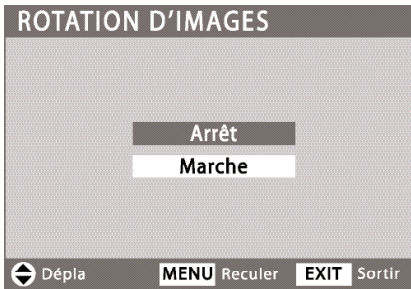 ROTATION D'IMAGES
Arrêt
Marche
Dépla MENU Reculer EXIT Sortir